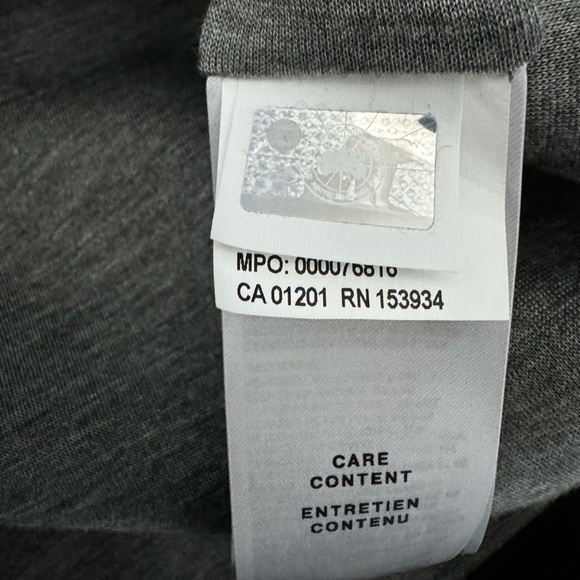 MPO: 000076816
CA 01201 RN 153934
CARE
CONTENT
ENTRETIEN
CONTENU